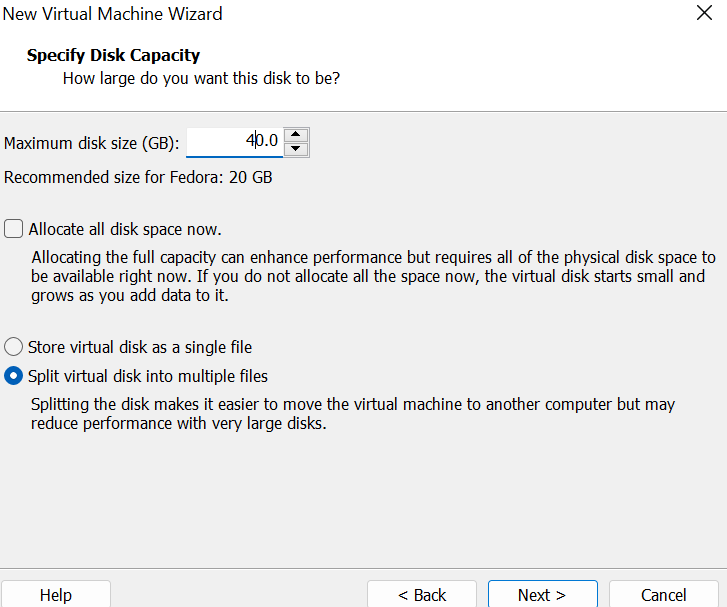 New Virtual Machine Wizard
Specify Disk Capacity
How large do you want this disk to be?
Maximum disk size (GB): 40.0
Recommended size for Fedora: 20 GB
Allocate all disk space now.
Allocating the full capacity can enhance performance but requires all of the physical disk space to
be available right now. If you do not allocate all the space now, the virtual disk starts small and
grows as you add data to it.
Store virtual disk as a single file
Split virtual disk into multiple files
Splitting the disk makes it easier to move the virtual machine to another computer but may
reduce performance with very large disks.
Help < Back Next > Cancel